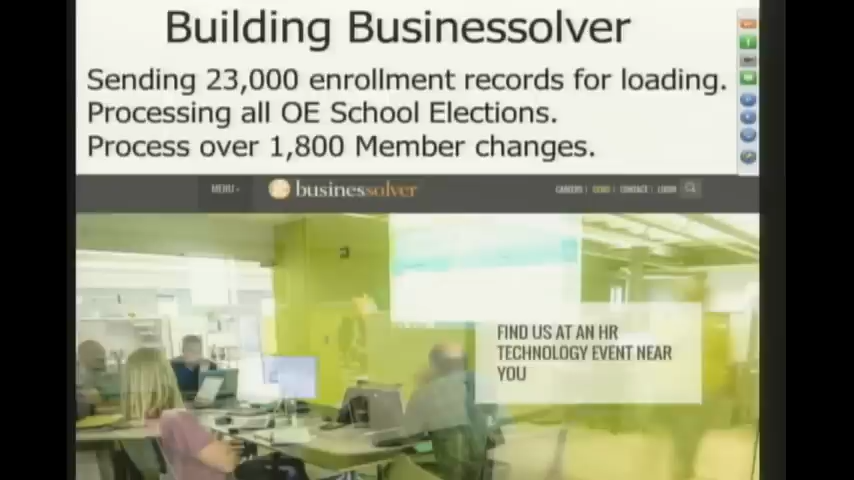 Building Businessolver
Sending 23,000 enrollment records for loading.
Processing all OE School Elections.
Process over 1,800 Member changes.
MENU
businessolver
CAREERS | DEMO | CONTACT | LOGIN
FIND US AT AN HR
TECHNOLOGY EVENT NEAR
YOU